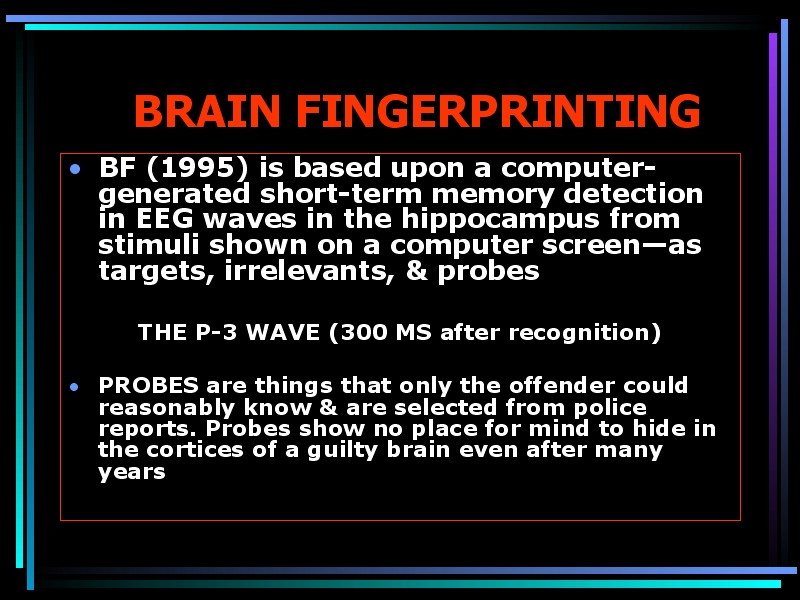 BRAIN FINGERPRINTING
• BF (1995) is based upon a computer-
generated short-term memory detection
in EEG waves in the hippocampus from
stimuli shown on a computer screen—as
targets, irrelevants, & probes
THE P-3 WAVE (300 MS after recognition)
• PROBES are things that only the offender could
reasonably know & are selected from police
reports. Probes show no place for mind to hide in
the cortices of a guilty brain even after many
years